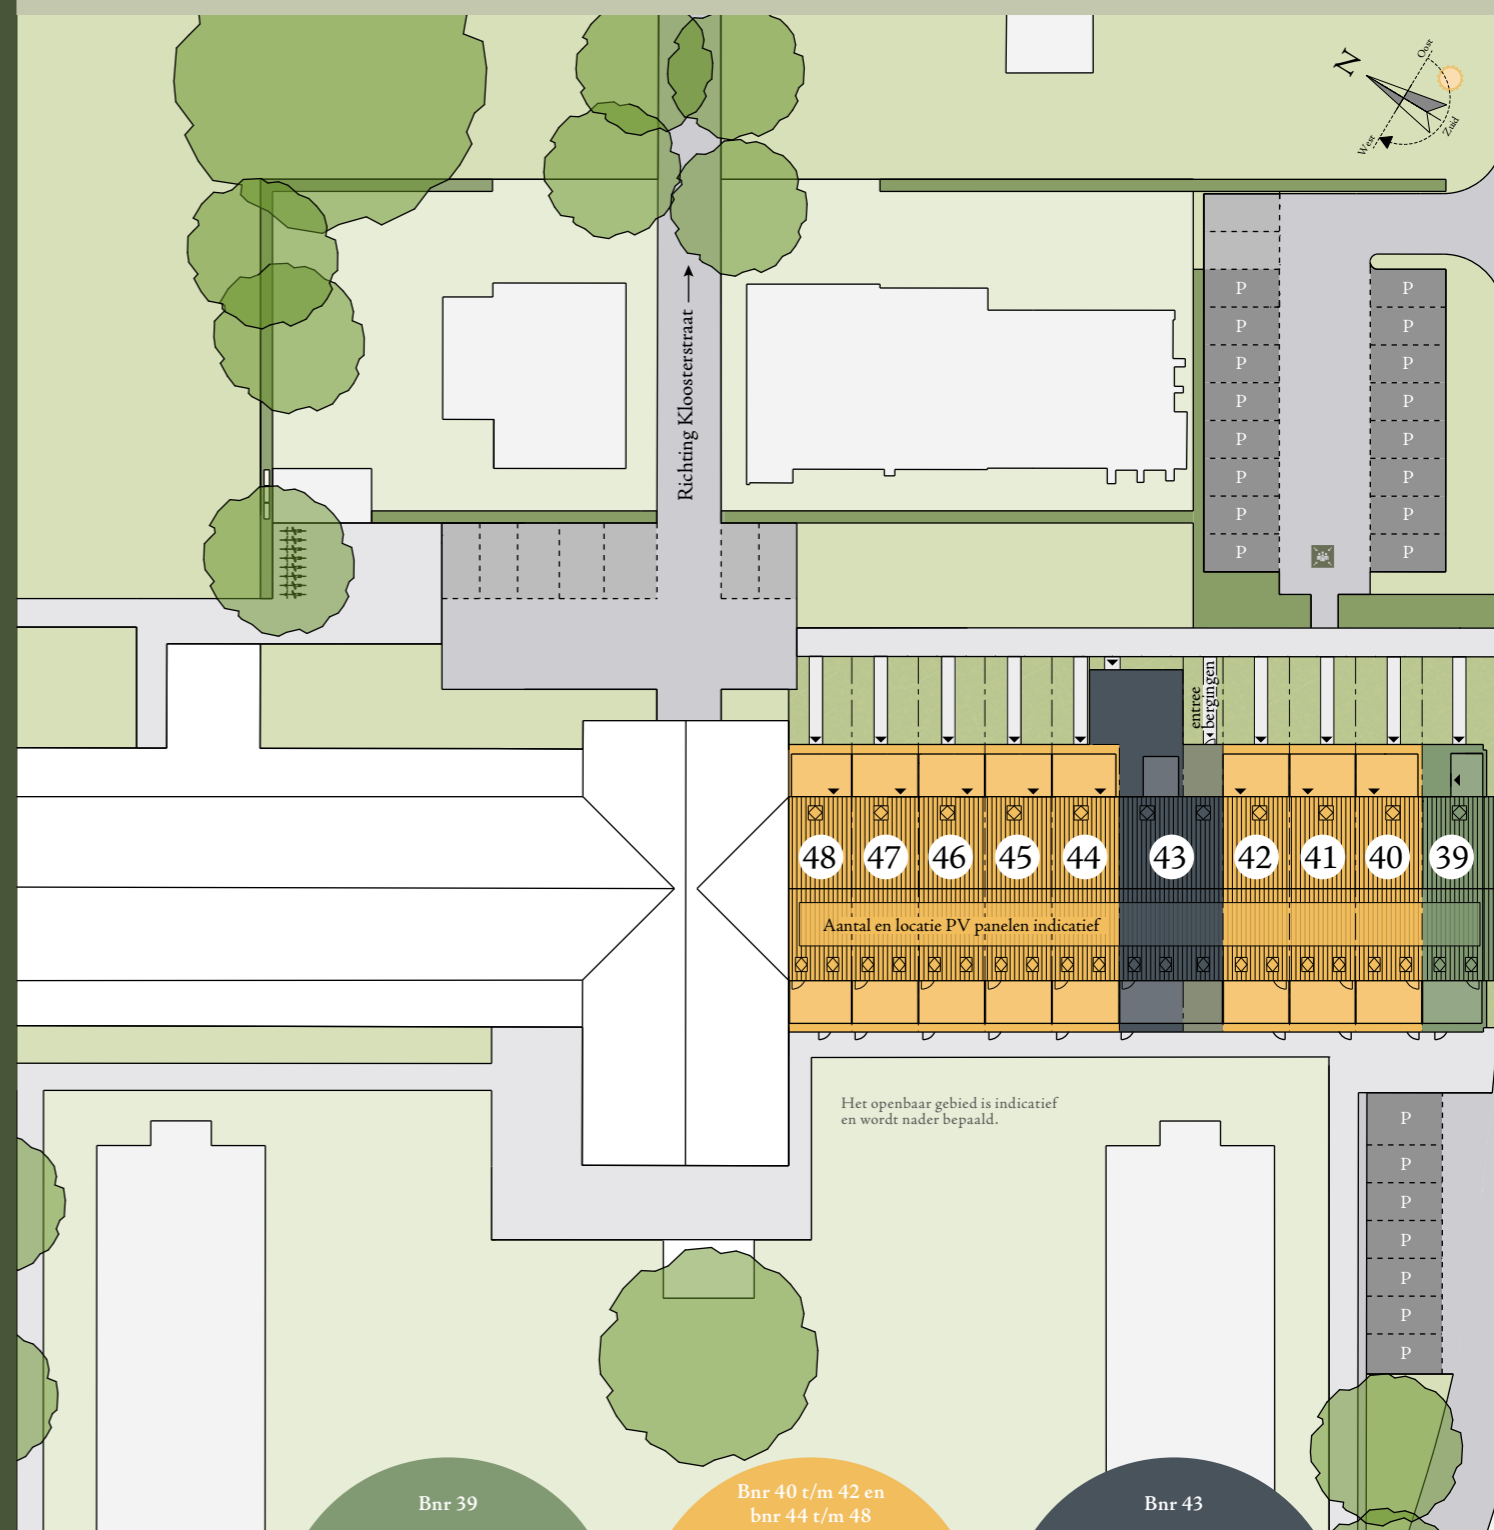 N
Oost
Zuid
West
Richting Kloosterstraat
P P
P P
P P
P P
P P
P P
P P
P P
entree
bergingen
48 47 46 45 44 43 42 41 40 39
Aantal en locatie PV panelen indicatief
Het openbaar gebied is indicatief
en wordt nader bepaald.
P
P
P
P
P
P
P
Bnr 39
Bnr 40 t/m 42 en
bnr 44 t/m 48
Bnr 43